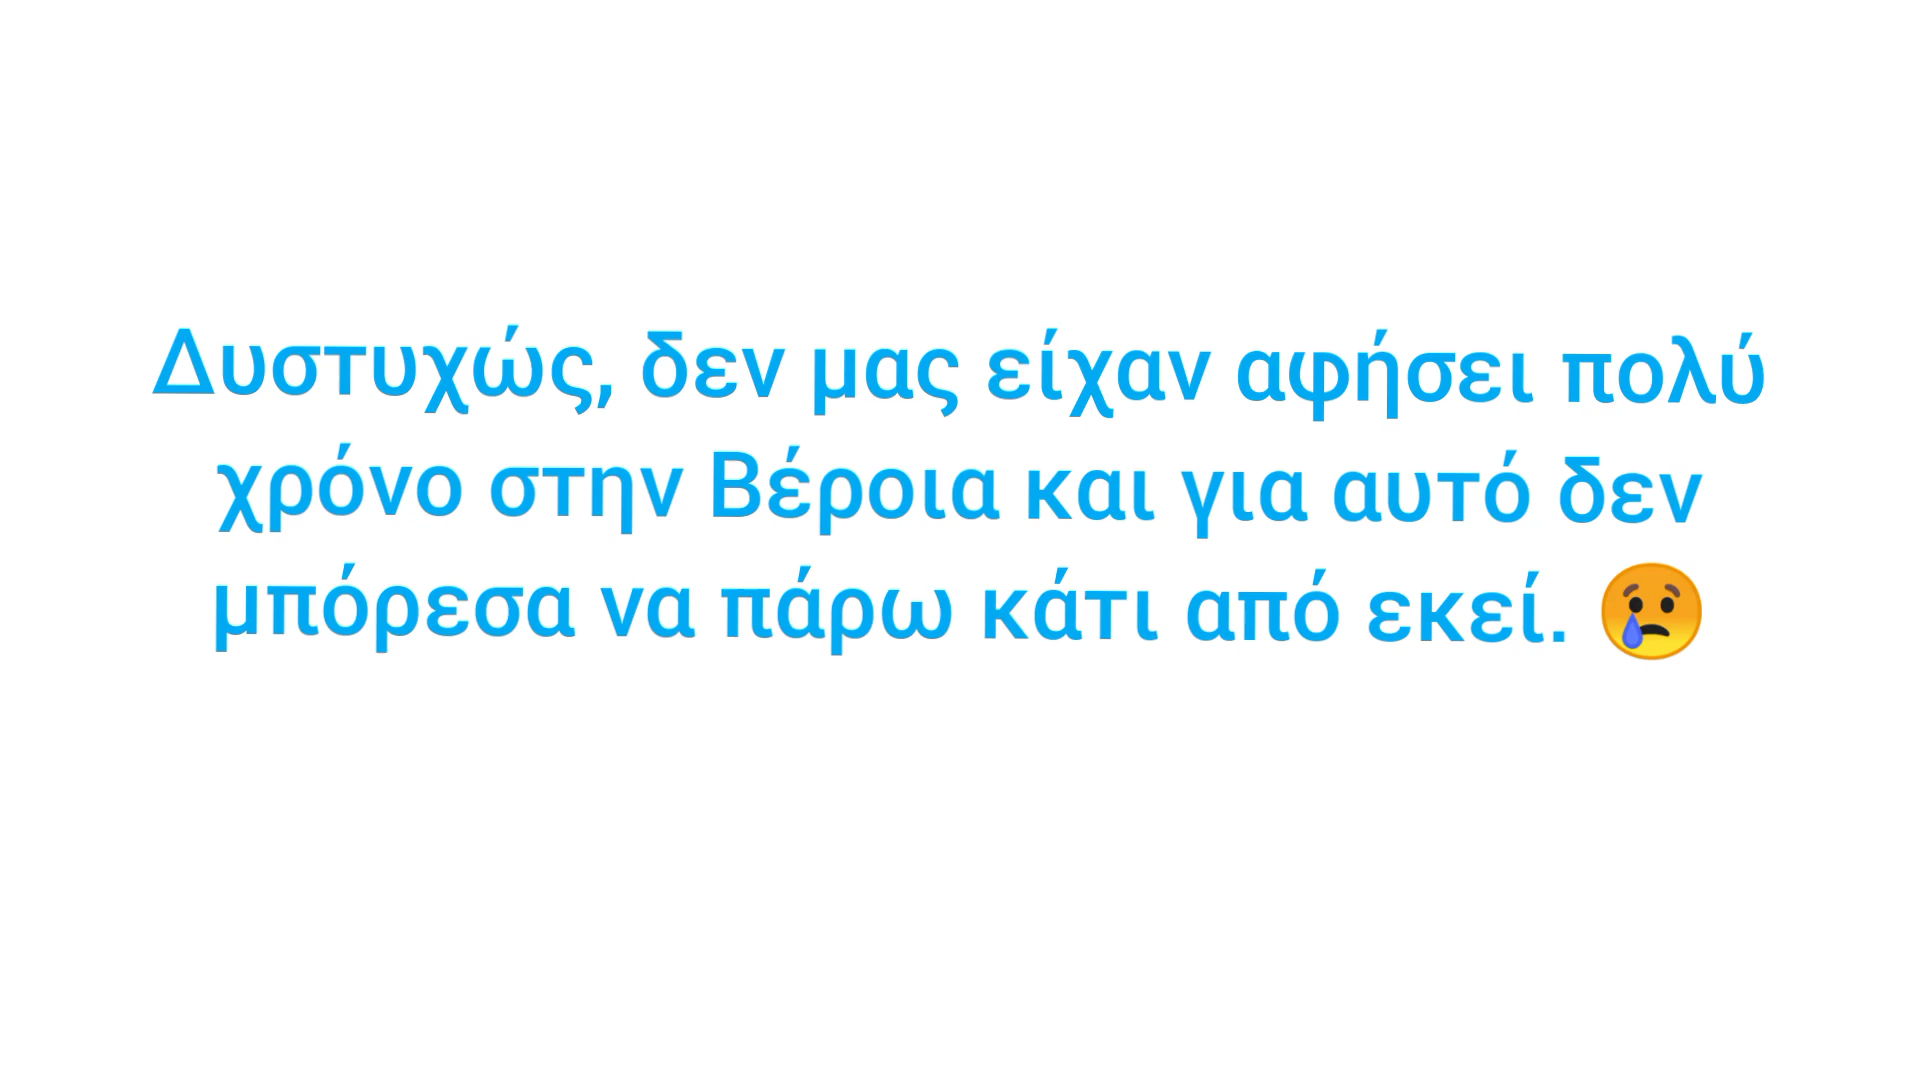 Δυστυχώς, δεν μας είχαν αφήσει πολύ
χρόνο στην Βέροια και για αυτό δεν
μπόρεσα να πάρω κάτι από εκεί. 😢